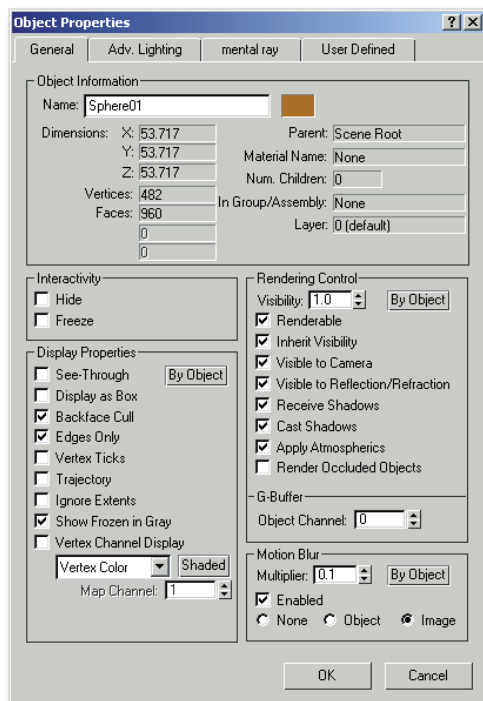 Object Properties
General Adv. Lighting mental ray User Defined
Object Information
Name: Sphere01
Dimensions: X: 53.717
Y: 53.717
Z: 53.717
Vertices: 482
Faces: 960
0
0
Parent: Scene Root
Material Name: None
Num. Children: 0
In Group/Assembly: None
Layer: 0 (default)
Interactivity
Hide
Freeze
Display Properties
See-Through By Object
Display as Box
Backface Cull
Edges Only
Vertex Ticks
Trajectory
Ignore Extents
Show Frozen in Gray
Vertex Channel Display
Vertex Color Shaded
Map Channel: 1
Rendering Control
Visibility: 1.0 By Object
Renderable
Inherit Visibility
Visible to Camera
Visible to Reflection/Refraction
Receive Shadows
Cast Shadows
Apply Atmospherics
Render Occluded Objects
G-Buffer
Object Channel: 0
Motion Blur
Multiplier: 0.1 By Object
Enabled
None Object Image
OK Cancel